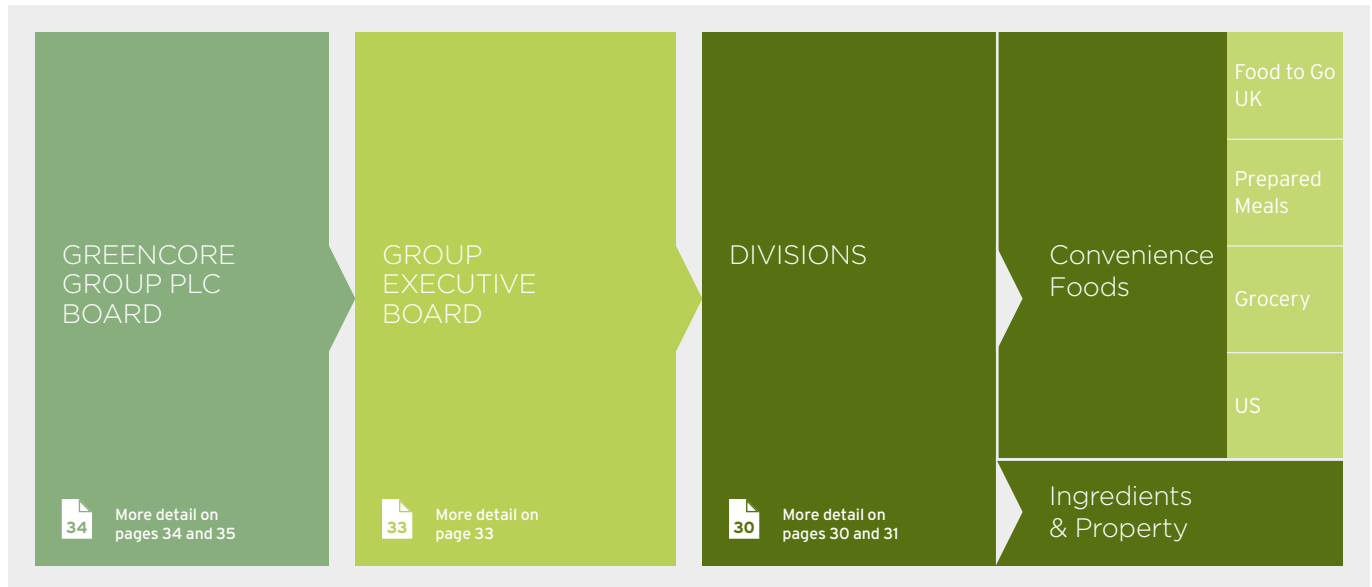 GREENCORE
GROUP PLC
BOARD
34
More detail on
pages 34 and 35
GROUP
EXECUTIVE
BOARD
33
More detail on
page 33
DIVISIONS
30
More detail on
pages 30 and 31
Convenience
Foods
Food to Go
UK
Prepared
Meals
Grocery
US
Ingredients
& Property